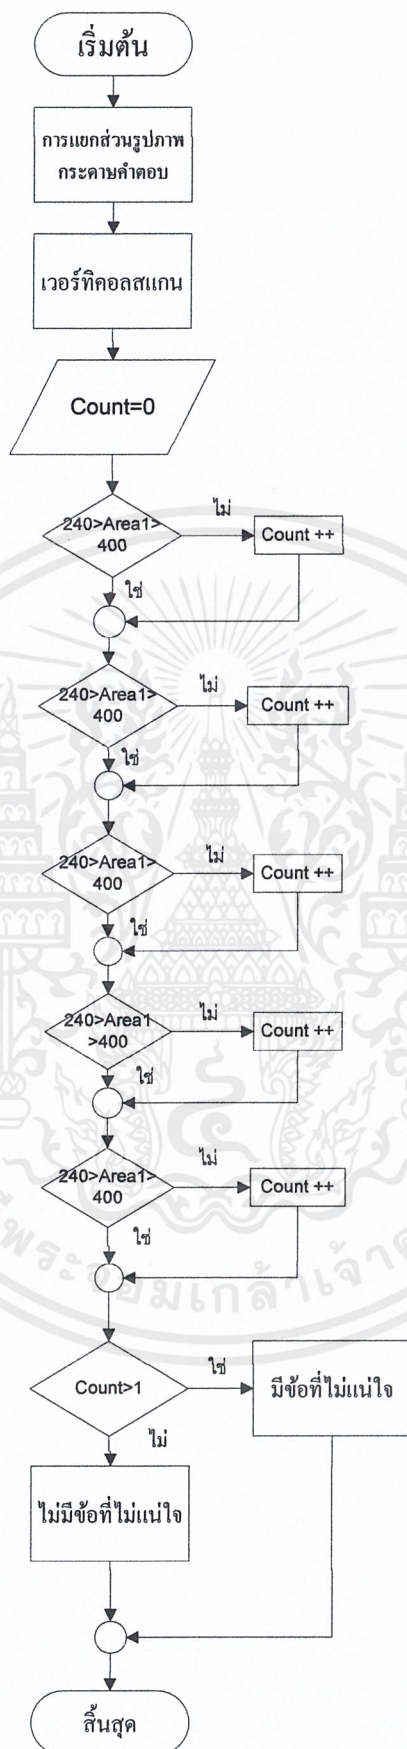 เริ่มต้น
การแยกส่วนรูปภาพ
กระดาษคำตอบ
เวอร์ทิคอลสแกน
Count=0
240>Area1>
400
ไม่
Count ++
ใช่
240>Area1>
400
ไม่
Count ++
ใช่
240>Area1>
400
ไม่
Count ++
ใช่
240>Area1
>400
ไม่
Count ++
ใช่
240>Area1>
400
ไม่
Count ++
ใช่
Count>1
ใช่
มีข้อที่ไม่แน่ใจ
ไม่
ไม่มีข้อที่ไม่แน่ใจ
สิ้นสุด